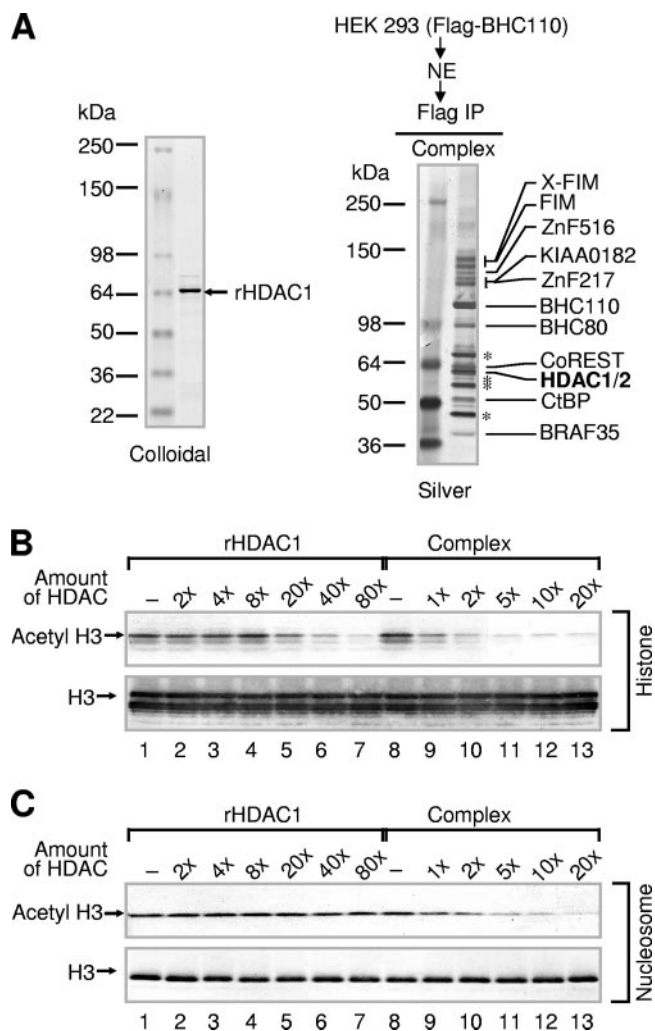 A
HEK 293 (Flag-BHC110)
NE
Flag IP
Complex
kDa
250
150
98
64
50
36
22
rHDAC1
Colloidal
kDa
250
150
98
64
50
36
X-FIM
FIM
ZnF516
KIAA0182
ZnF217
BHC110
BHC80
*
CoREST
HDAC1/2
*
*
CtBP
*
BRAF35
Silver
B
rHDAC1 Complex
Amount of HDAC – 2x 4x 8x 20x 40x 80x – 1x 2x 5x 10x 20x
Acetyl H3
H3
Histone
1 2 3 4 5 6 7 8 9 10 11 12 13
C
rHDAC1 Complex
Amount of HDAC – 2x 4x 8x 20x 40x 80x – 1x 2x 5x 10x 20x
Acetyl H3
H3
Nucleosome
1 2 3 4 5 6 7 8 9 10 11 12 13